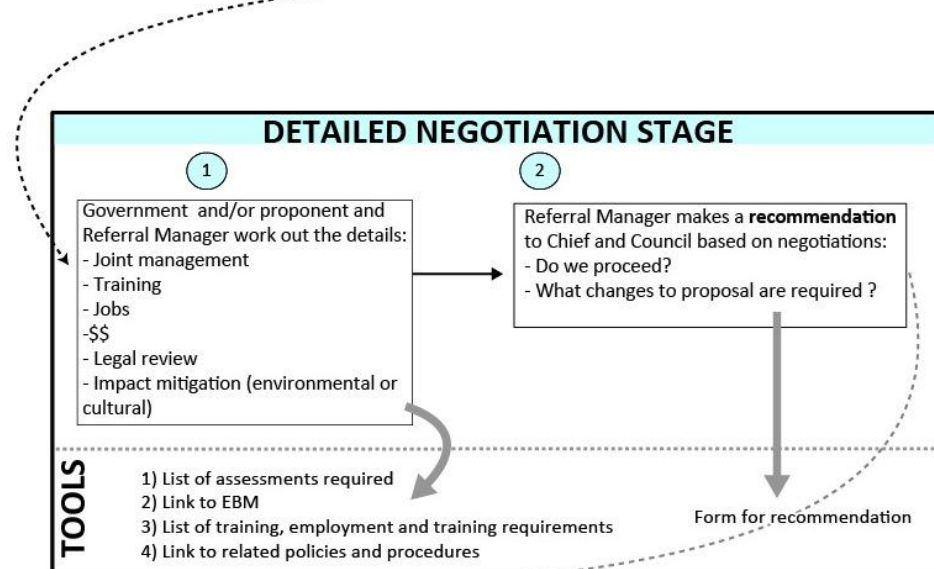 DETAILED NEGOTIATION STAGE
1
Government and/or proponent and
Referral Manager work out the details:
- Joint management
- Training
- Jobs
-$$
- Legal review
- Impact mitigation (environmental or
cultural)
2
Referral Manager makes a recommendation
to Chief and Council based on negotiations:
- Do we proceed?
- What changes to proposal are required ?
TOOLS
1) List of assessments required
2) Link to EBM
3) List of training, employment and training requirements
4) Link to related policies and procedures
Form for recommendation